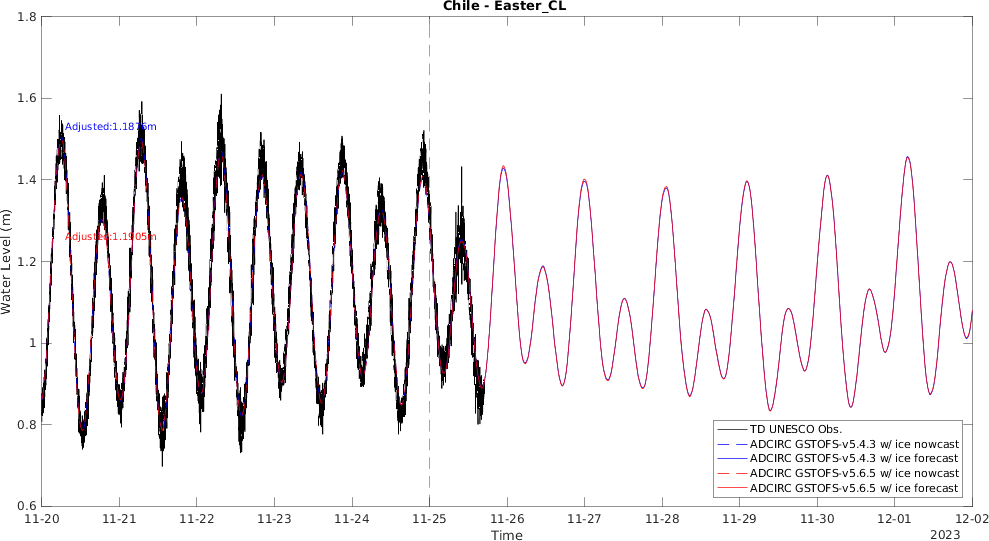 Chile - Easter_CL
1.8
1.6
1.4
1.2
1
0.8
0.6
Water Level (m)
Adjusted:1.1876m
Adjusted:1.1905m
TD UNESCO Obs.
ADCIRC GSTOFS-v5.4.3 w/ ice nowcast
ADCIRC GSTOFS-v5.4.3 w/ ice forecast
ADCIRC GSTOFS-v5.6.5 w/ ice nowcast
ADCIRC GSTOFS-v5.6.5 w/ ice forecast
11-20 11-21 11-22 11-23 11-24 11-25 11-26 11-27 11-28 11-29 11-30 12-01 12-02
Time
2023